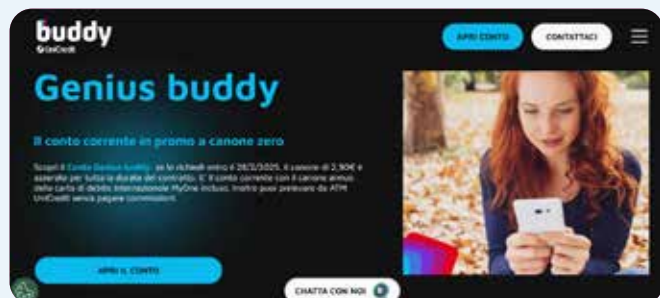 buddy
UniCredit
APRI CONTO
CONTATTACI
Genius buddy
Il conto corrente in promo a canone zero
Scopri il Conto Genius buddy, se lo richiedi entro il 28/2/2025, il canone di 2,90€ è
azzerato per tutta la durata del contratto. E' il conto corrente con il canone annuo
della carta di debito internazionale MyOne incluso. Inoltre puoi prelevare da ATM
UniCredit senza pagare commissioni.
APRI IL CONTO
CHATTA CON NOI